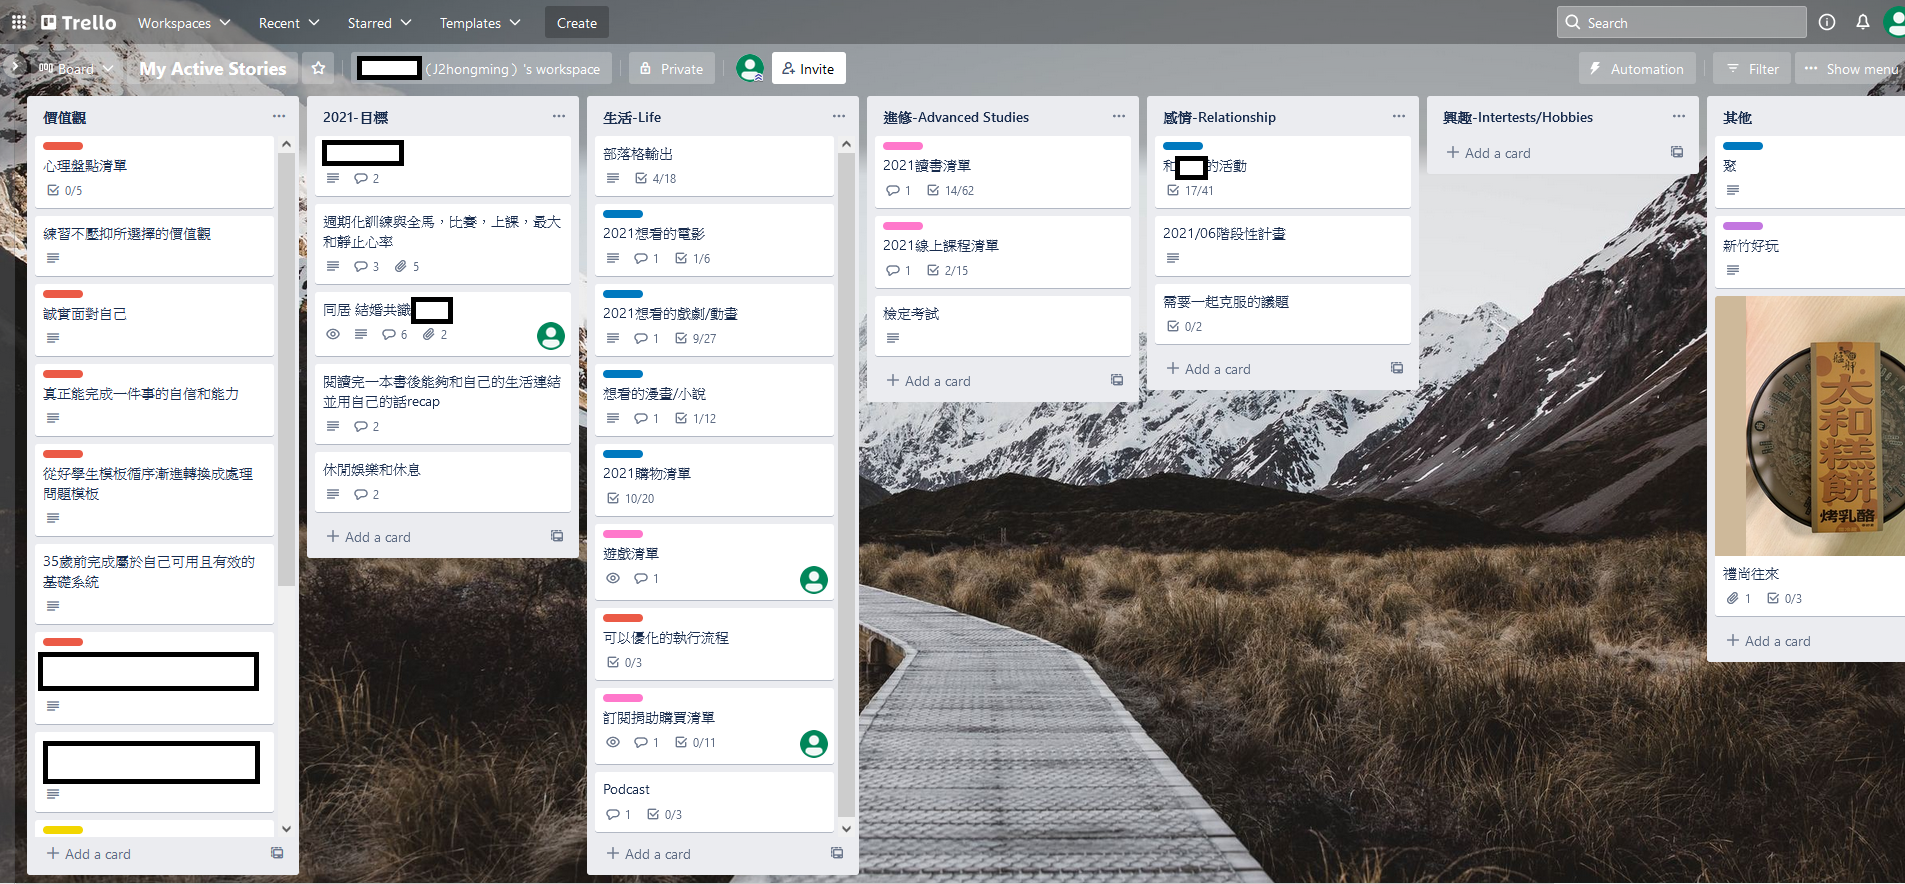 Trello
Workspaces
Recent
Starred
Templates
Create
Search
Board
My Active Stories
(J2hongming) 's workspace
Private
Invite
Automation
Filter
Show menu
價值觀
心理盤點清單
0/5
練習不壓抑所選擇的價值觀
誠實面對自己
真正能完成一件事的自信和能力
從好學生模板循序漸進轉換成處理
問題模板
35歲前完成屬於自己可用且有效的
基礎系統
Add a card
2021-目標
2
週期化訓練與全馬，比賽，上課，最大
和靜止心率
3 5
同居 結婚共識
6 2
閱讀完一本書後能夠和自己的生活連結
並用自己的話recap
2
休閒娛樂和休息
2
Add a card
生活-Life
部落格輸出
4/18
2021想看的電影
1 1/6
2021想看的戲劇/動畫
1 9/27
想看的漫畫/小說
1 1/12
2021購物清單
10/20
遊戲清單
1
可以優化的執行流程
0/3
訂閱捐助購買清單
1 0/11
Podcast
1 0/3
Add a card
進修-Advanced Studies
2021讀書清單
1 14/62
2021線上課程清單
1 2/15
檢定考試
Add a card
感情-Relationship
和 的活動
17/41
2021/06階段性計畫
需要一起克服的議題
0/2
Add a card
興趣-Intertests/Hobbies
Add a card
其他
聚
新竹好玩
太和糕餅
烤乳酪
禮尚往來
1 0/3
Add a card